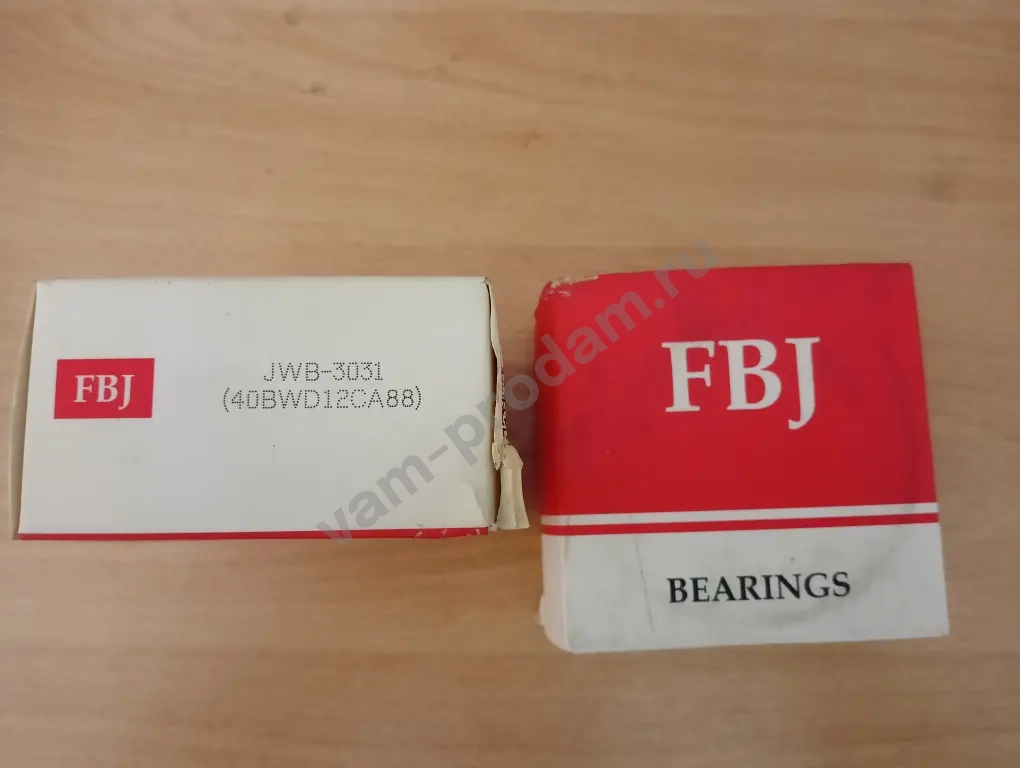 FBJ
JWB-3031
(40BWD12CA88)
FBJ
BEARINGS
vam-prodam.ru